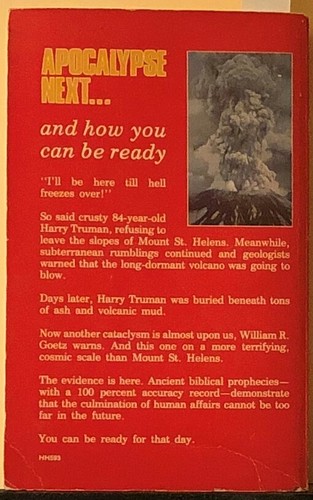 APOCALYPSE
NEXT...
and how you
can be ready
"I'll be here till hell
freezes over!"
So said crusty 84-year-old
Harry Truman, refusing to
leave the slopes of Mount St. Helens. Meanwhile,
subterranean rumblings continued and geologists
warned that the long-dormant volcano was going to
blow.
Days later, Harry Truman was buried beneath tons
of ash and volcanic mud.
Now another cataclysm is almost upon us, William R.
Goetz warns. And this one on a more terrifying,
cosmic scale than Mount St. Helens.
The evidence is here. Ancient biblical prophecies—
with a 100 percent accuracy record—demonstrate
that the culmination of human affairs cannot be too
far in the future.
You can be ready for that day.
HH593